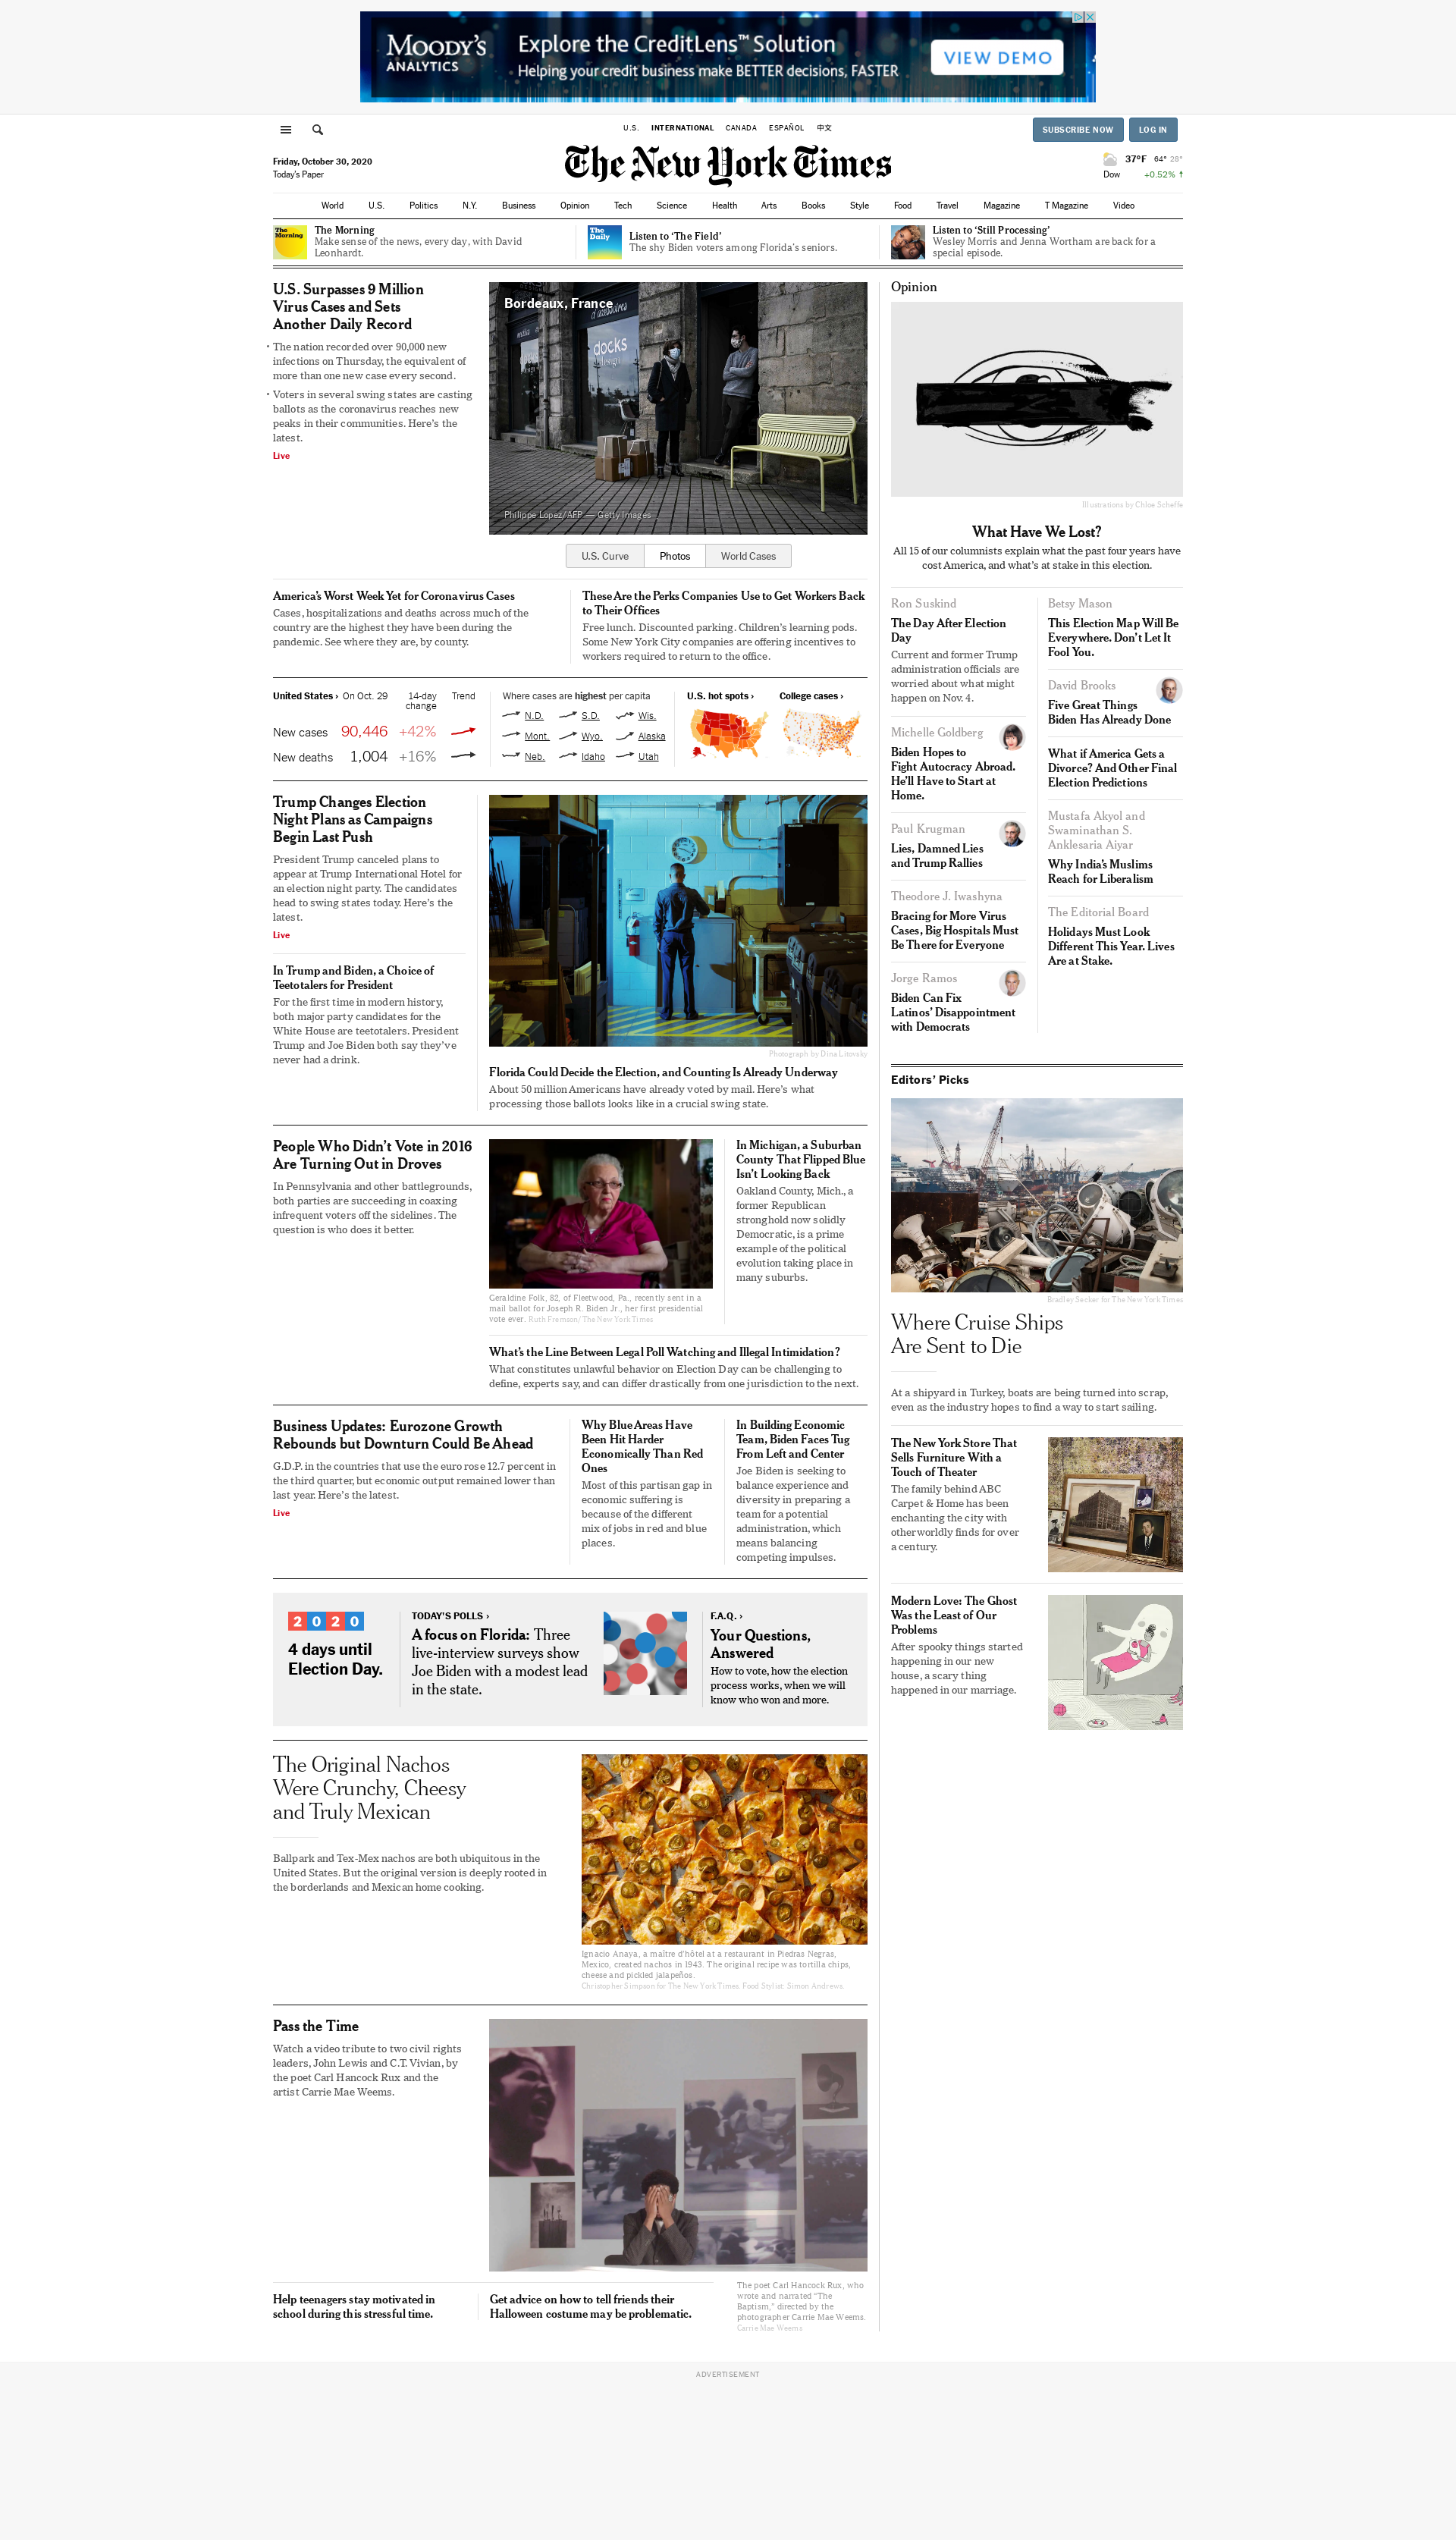 MOODY'S
ANALYTICS
Explore the CreditLens™ Solution
Helping your credit business make BETTER decisions, FASTER
VIEW DEMO
U.S.
INTERNATIONAL
CANADA
ESPAÑOL
中文
SUBSCRIBE NOW
LOG IN
Friday, October 30, 2020
Today's Paper
The New York Times
37°F 64° 28°
Dow +0.52% ↑
World
U.S.
Politics
N.Y.
Business
Opinion
Tech
Science
Health
Arts
Books
Style
Food
Travel
Magazine
T Magazine
Video
The
Morning
The Morning
Make sense of the news, every day, with David
Leonhardt.
The
Daily
Listen to ‘The Field’
The shy Biden voters among Florida's seniors.
Listen to ‘Still Processing’
Wesley Morris and Jenna Wortham are back for a
special episode.
U.S. Surpasses 9 Million
Virus Cases and Sets
Another Daily Record
• The nation recorded over 90,000 new
infections on Thursday, the equivalent of
more than one new case every second.
• Voters in several swing states are casting
ballots as the coronavirus reaches new
peaks in their communities. Here's the
latest.
Live
Bordeaux, France
d'accessoires
docks
Philippe Lopez/AFP — Getty Images
U.S. Curve
Photos
World Cases
America's Worst Week Yet for Coronavirus Cases
Cases, hospitalizations and deaths across much of the
country are the highest they have been during the
pandemic. See where they are, by county.
These Are the Perks Companies Use to Get Workers Back
to Their Offices
Free lunch. Discounted parking. Children's learning pods.
Some New York City companies are offering incentives to
workers required to return to the office.
United States › On Oct. 29 14-day
change Trend
New cases 90,446 +42%
New deaths 1,004 +16%
Where cases are highest per capita
N.D. S.D. Wis.
Mont. Wyo. Alaska
Neb. Idaho Utah
U.S. hot spots ›
College cases ›
Trump Changes Election
Night Plans as Campaigns
Begin Last Push
President Trump canceled plans to
appear at Trump International Hotel for
an election night party. The candidates
head to swing states today. Here's the
latest.
Live
In Trump and Biden, a Choice of
Teetotalers for President
For the first time in modern history,
both major party candidates for the
White House are teetotalers. President
Trump and Joe Biden both say they've
never had a drink.
Photograph by Dina Litovsky
Florida Could Decide the Election, and Counting Is Already Underway
About 50 million Americans have already voted by mail. Here's what
processing those ballots looks like in a crucial swing state.
People Who Didn't Vote in 2016
Are Turning Out in Droves
In Pennsylvania and other battlegrounds,
both parties are succeeding in coaxing
infrequent voters off the sidelines. The
question is who does it better.
Geraldine Folk, 82, of Fleetwood, Pa., recently sent in a
mail ballot for Joseph R. Biden Jr., her first presidential
vote ever. Ruth Fremson/The New York Times
In Michigan, a Suburban
County That Flipped Blue
Isn't Looking Back
Oakland County, Mich., a
former Republican
stronghold now solidly
Democratic, is a prime
example of the political
evolution taking place in
many suburbs.
What's the Line Between Legal Poll Watching and Illegal Intimidation?
What constitutes unlawful behavior on Election Day can be challenging to
define, experts say, and can differ drastically from one jurisdiction to the next.
Business Updates: Eurozone Growth
Rebounds but Downturn Could Be Ahead
G.D.P. in the countries that use the euro rose 12.7 percent in
the third quarter, but economic output remained lower than
last year. Here's the latest.
Live
Why Blue Areas Have
Been Hit Harder
Economically Than Red
Ones
Most of this partisan gap in
economic suffering is
because of the different
mix of jobs in red and blue
places.
In Building Economic
Team, Biden Faces Tug
From Left and Center
Joe Biden is seeking to
balance experience and
diversity in preparing a
team for a potential
administration, which
means balancing
competing impulses.
2020
4 days until
Election Day.
TODAY'S POLLS ›
A focus on Florida: Three
live-interview surveys show
Joe Biden with a modest lead
in the state.
F.A.Q. ›
Your Questions,
Answered
How to vote, how the election
process works, when we will
know who won and more.
The Original Nachos
Were Crunchy, Cheesy
and Truly Mexican
Ballpark and Tex-Mex nachos are both ubiquitous in the
United States. But the original version is deeply rooted in
the borderlands and Mexican home cooking.
Ignacio Anaya, a maître d'hôtel at a restaurant in Piedras Negras,
Mexico, created nachos in 1943. The original recipe was tortilla chips,
cheese and pickled jalapeños.
Christopher Simpson for The New York Times. Food Stylist: Simon Andrews.
Pass the Time
Watch a video tribute to two civil rights
leaders, John Lewis and C.T. Vivian, by
the poet Carl Hancock Rux and the
artist Carrie Mae Weems.
Help teenagers stay motivated in
school during this stressful time.
Get advice on how to tell friends their
Halloween costume may be problematic.
The poet Carl Hancock Rux, who
wrote and narrated “The
Baptism,” directed by the
photographer Carrie Mae Weems.
Carrie Mae Weems
Opinion
Illustrations by Chloe Scheffe
What Have We Lost?
All 15 of our columnists explain what the past four years have
cost America, and what's at stake in this election.
Ron Suskind
The Day After Election
Day
Current and former Trump
administration officials are
worried about what might
happen on Nov. 4.
Michelle Goldberg
Biden Hopes to
Fight Autocracy Abroad.
He'll Have to Start at
Home.
Paul Krugman
Lies, Damned Lies
and Trump Rallies
Theodore J. Iwashyna
Bracing for More Virus
Cases, Big Hospitals Must
Be There for Everyone
Jorge Ramos
Biden Can Fix
Latinos' Disappointment
with Democrats
Betsy Mason
This Election Map Will Be
Everywhere. Don't Let It
Fool You.
David Brooks
Five Great Things
Biden Has Already Done
What if America Gets a
Divorce? And Other Final
Election Predictions
Mustafa Akyol and
Swaminathan S.
Anklesaria Aiyar
Why India's Muslims
Reach for Liberalism
The Editorial Board
Holidays Must Look
Different This Year. Lives
Are at Stake.
Editors' Picks
Bradley Secker for The New York Times
Where Cruise Ships
Are Sent to Die
At a shipyard in Turkey, boats are being turned into scrap,
even as the industry hopes to find a way to start sailing.
The New York Store That
Sells Furniture With a
Touch of Theater
The family behind ABC
Carpet & Home has been
enchanting the city with
otherworldly finds for over
a century.
Modern Love: The Ghost
Was the Least of Our
Problems
After spooky things started
happening in our new
house, a scary thing
happened in our marriage.
ADVERTISEMENT